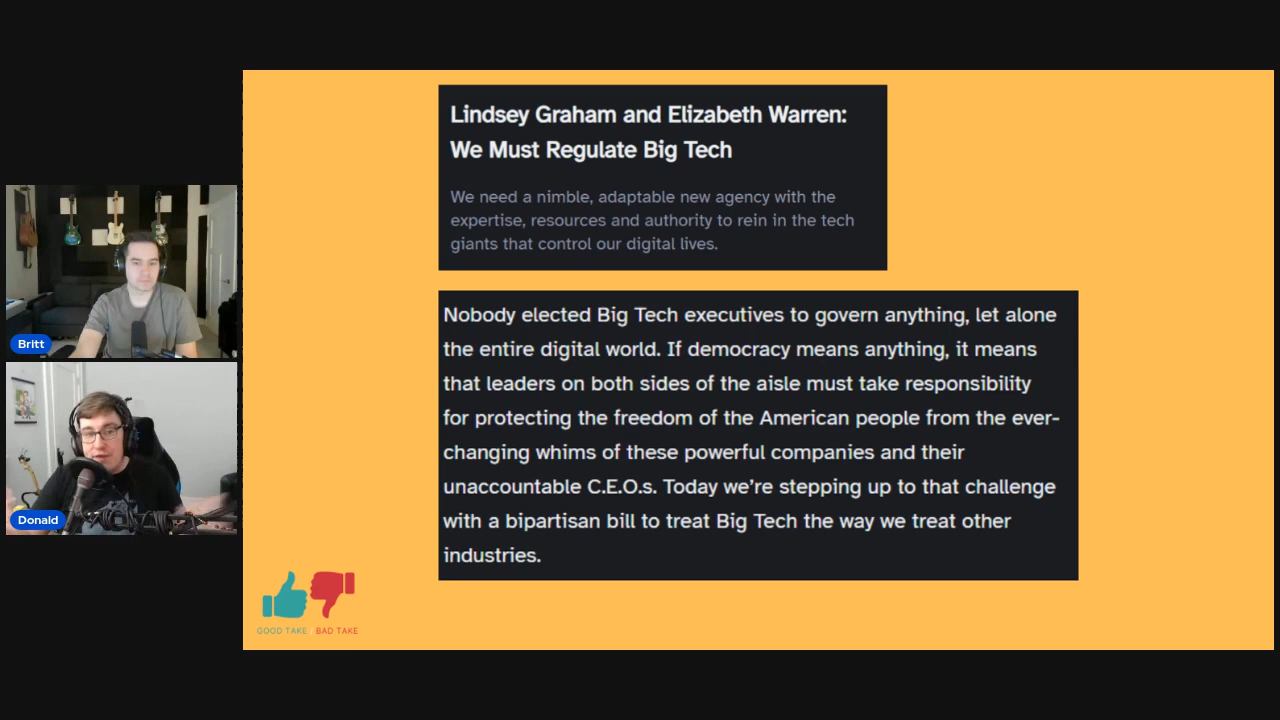 Lindsey Graham and Elizabeth Warren:
We Must Regulate Big Tech
We need a nimble, adaptable new agency with the
expertise, resources and authority to rein in the tech
giants that control our digital lives.
Nobody elected Big Tech executives to govern anything, let alone
the entire digital world. If democracy means anything, it means
that leaders on both sides of the aisle must take responsibility
for protecting the freedom of the American people from the ever-
changing whims of these powerful companies and their
unaccountable C.E.O.s. Today we’re stepping up to that challenge
with a bipartisan bill to treat Big Tech the way we treat other
industries.
Britt
Donald
GOOD TAKE / BAD TAKE